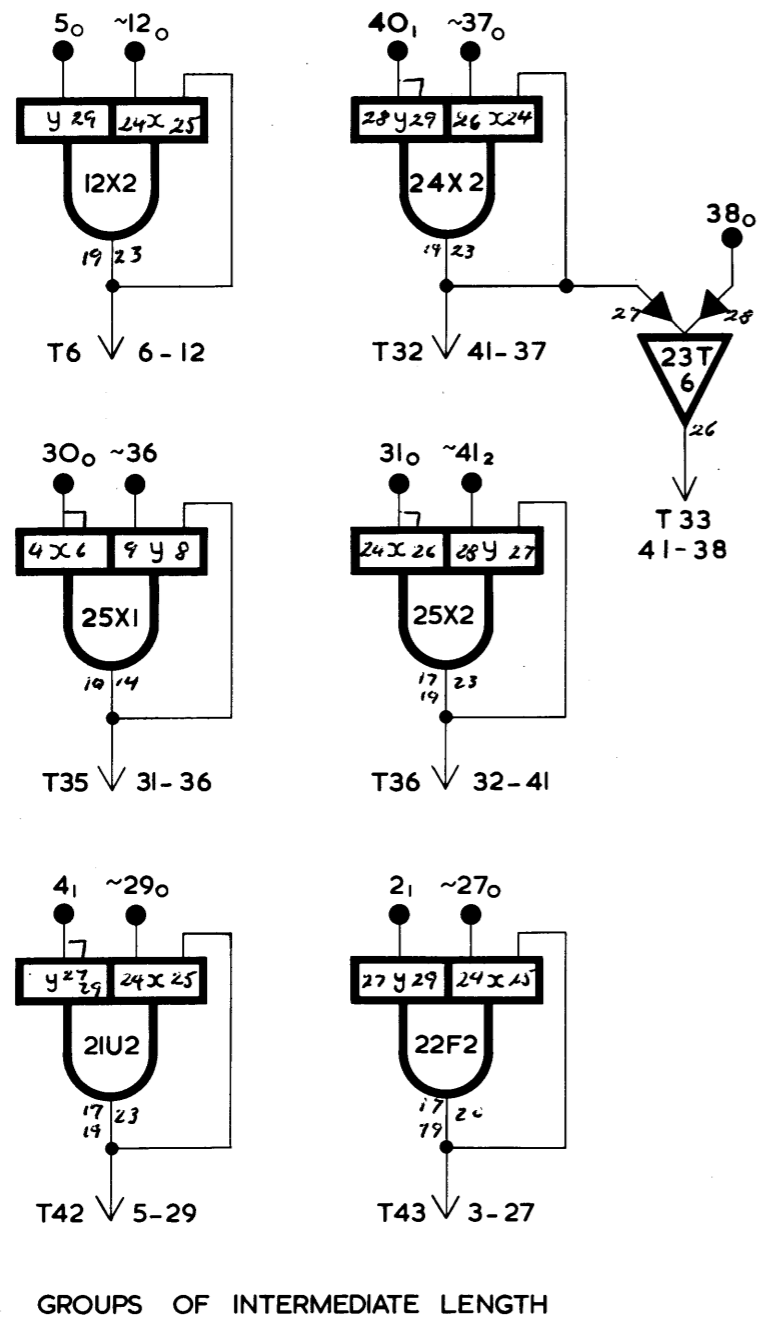 5₀ ~12₀
y 29 24 x 25
12X2
19 23
T6 6-12
40₁ ~37₀
28 y 29 26 x 24
24X2
19 23
38₀
27 28
23T
6
26
T32 41-37
T33
41-38
30₀ ~36
4 x 6 9 y 8
25X1
10 14
T35 31-36
31₀ ~41₂
24 x 26 28 y 27
25X2
17 23
19
T36 32-41
4₁ ~29₀
y 27 29 24 x 25
21U2
17 23
19
T42 5-29
2₁ ~27₀
27 y 29 24 x 25
22F2
17
19
T43 3-27
GROUPS OF INTERMEDIATE LENGTH